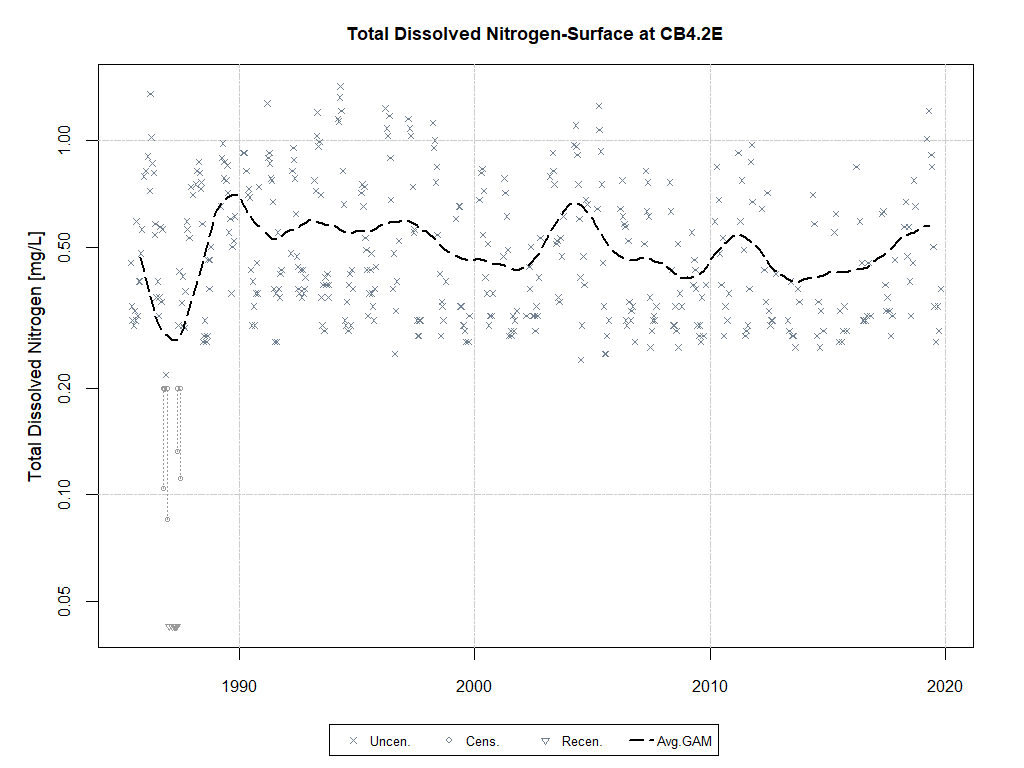 Total Dissolved Nitrogen-Surface at CB4.2E
Total Dissolved Nitrogen [mg/L]
1.00
0.50
0.20
0.10
0.05
1990 2000 2010 2020
Uncen. Cens. Recen. Avg.GAM